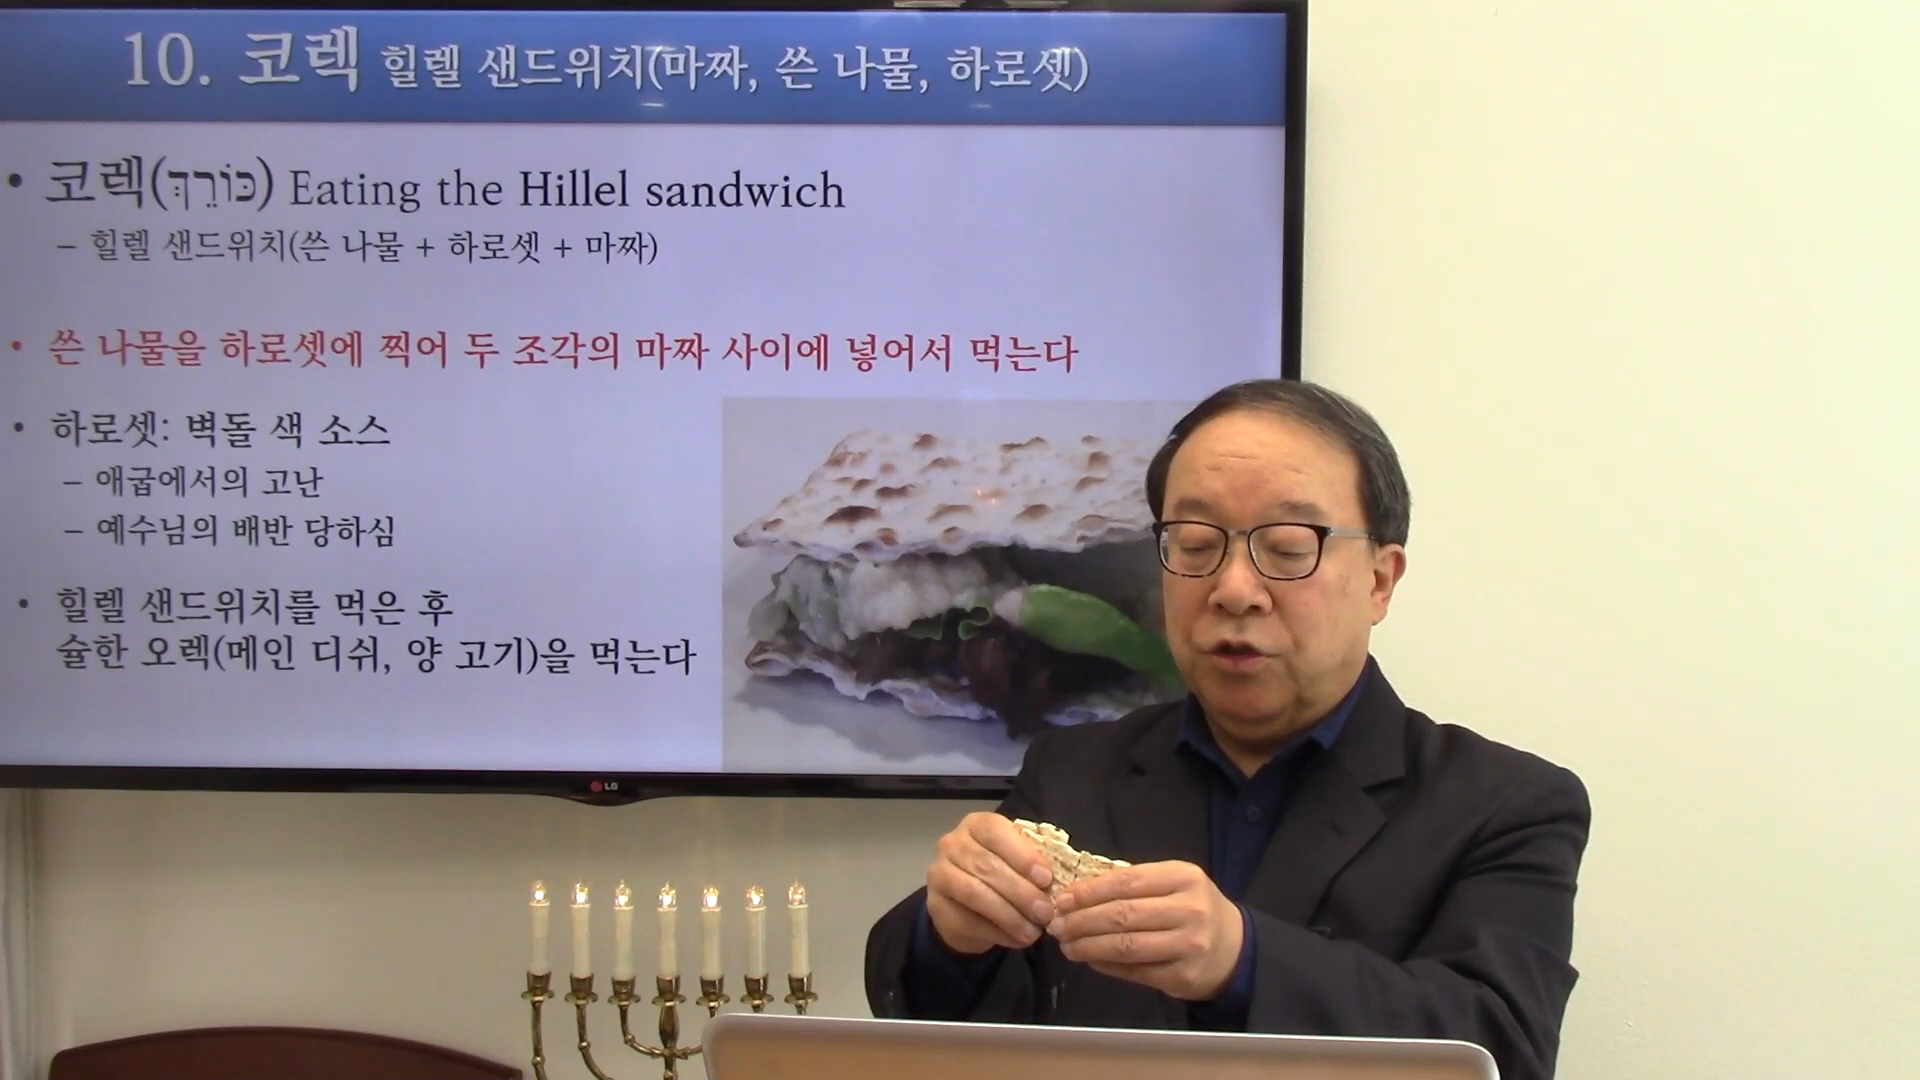 10. 코렉 힐렐 샌드위치(마짜, 쓴 나물, 하로셋)
• 코렉(כּוֹרֵךְ) Eating the Hillel sandwich
– 힐렐 샌드위치(쓴 나물 + 하로셋 + 마짜)
• 쓴 나물을 하로셋에 찍어 두 조각의 마짜 사이에 넣어서 먹는다
• 하로셋: 벽돌 색 소스
– 애굽에서의 고난
– 예수님의 배반 당하심
• 힐렐 샌드위치를 먹은 후
슐한 오렉(메인 디쉬, 양 고기)을 먹는다
LG